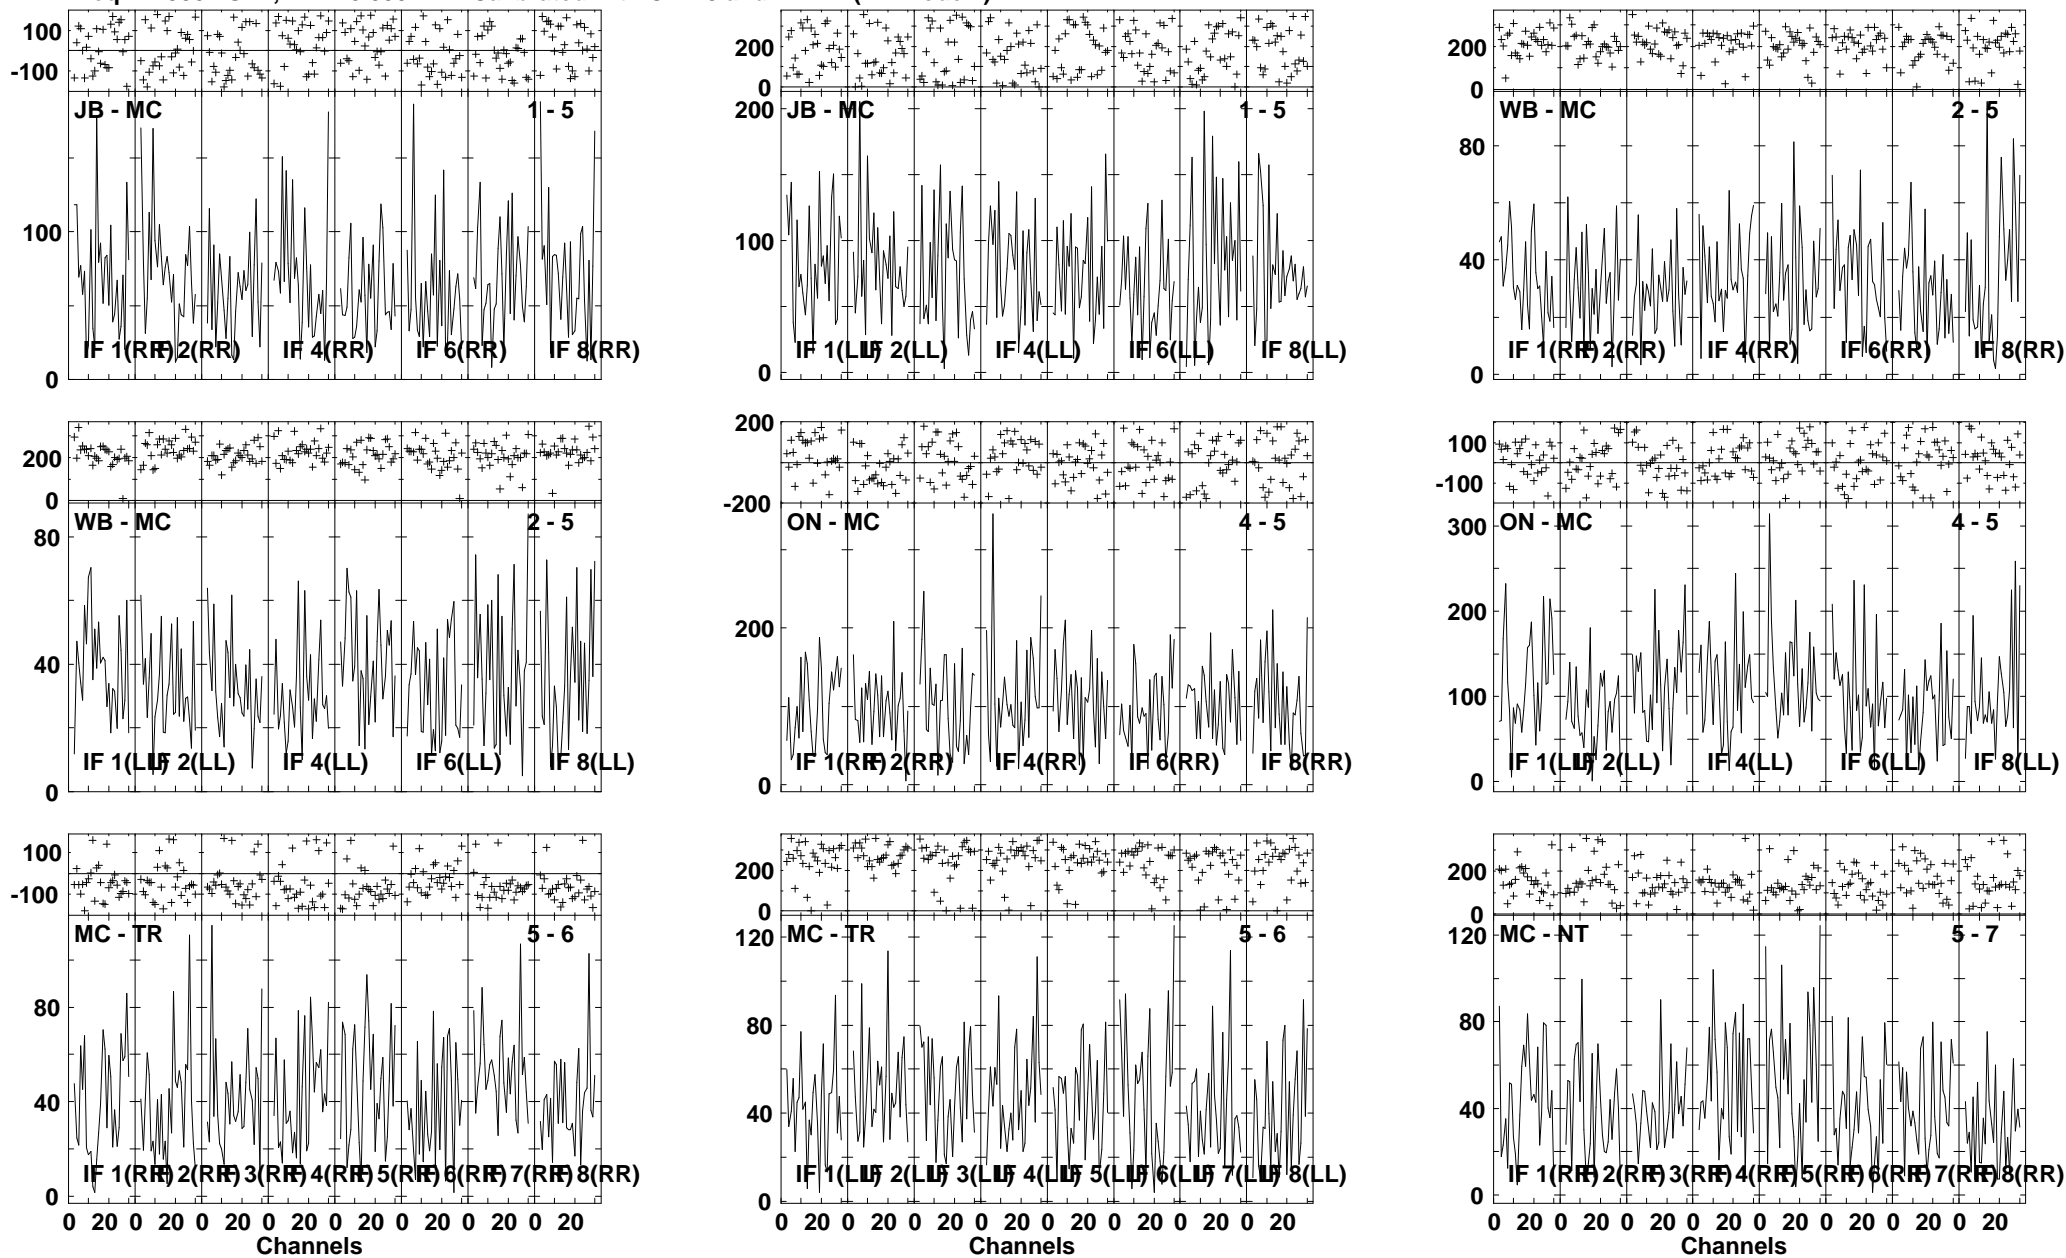 100
-100
JB - MC 1 - 5
100
0
IF 1(RR) IF 2(RR) IF 4(RR) IF 6(RR) IF 8(RR)
200
0
JB - MC 1 - 5
200
100
0
IF 1(LL) IF 2(LL) IF 4(LL) IF 6(LL) IF 8(LL)
200
0
WB - MC 2 - 5
80
40
0
IF 1(RR) IF 2(RR) IF 4(RR) IF 6(RR) IF 8(RR)
200
0
WB - MC 2 - 5
80
40
0
IF 1(LL) IF 2(LL) IF 4(LL) IF 6(LL) IF 8(LL)
200
-200
ON - MC 4 - 5
200
0
IF 1(RR) IF 2(RR) IF 4(RR) IF 6(RR) IF 8(RR)
100
-100
ON - MC 4 - 5
300
200
100
0
IF 1(LL) IF 2(LL) IF 4(LL) IF 6(LL) IF 8(LL)
100
-100
MC - TR 5 - 6
80
40
0
IF 1(RR) IF 2(RR) IF 3(RR) IF 4(RR) IF 5(RR) IF 6(RR) IF 7(RR) IF 8(RR)
0 20 0 20 0 20 0 20 0 20 0 20 0 20 0 20
Channels
200
0
MC - TR 5 - 6
120
80
40
0
IF 1(LL) IF 2(LL) IF 3(LL) IF 4(LL) IF 5(LL) IF 6(LL) IF 7(LL) IF 8(LL)
0 20 0 20 0 20 0 20 0 20 0 20 0 20 0 20
Channels
200
0
MC - NT 5 - 7
120
80
40
0
IF 1(RR) IF 2(RR) IF 3(RR) IF 4(RR) IF 5(RR) IF 6(RR) IF 7(RR) IF 8(RR)
0 20 0 20 0 20 0 20 0 20 0 20 0 20 0 20
Channels